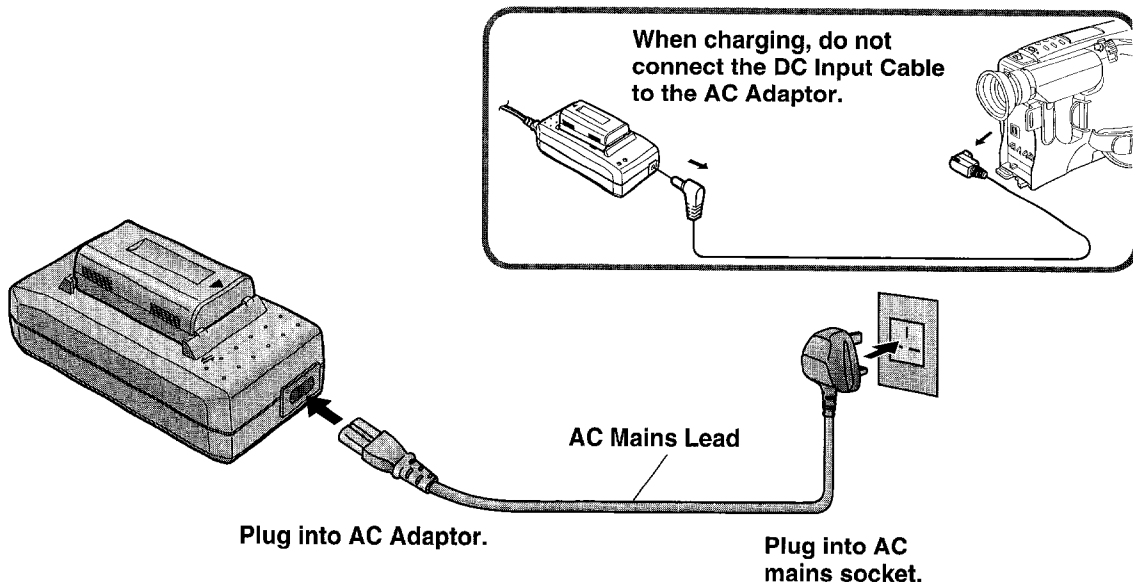 When charging, do not
connect the DC Input Cable
to the AC Adaptor.
AC Mains Lead
Plug into AC Adaptor.
Plug into AC
mains socket.